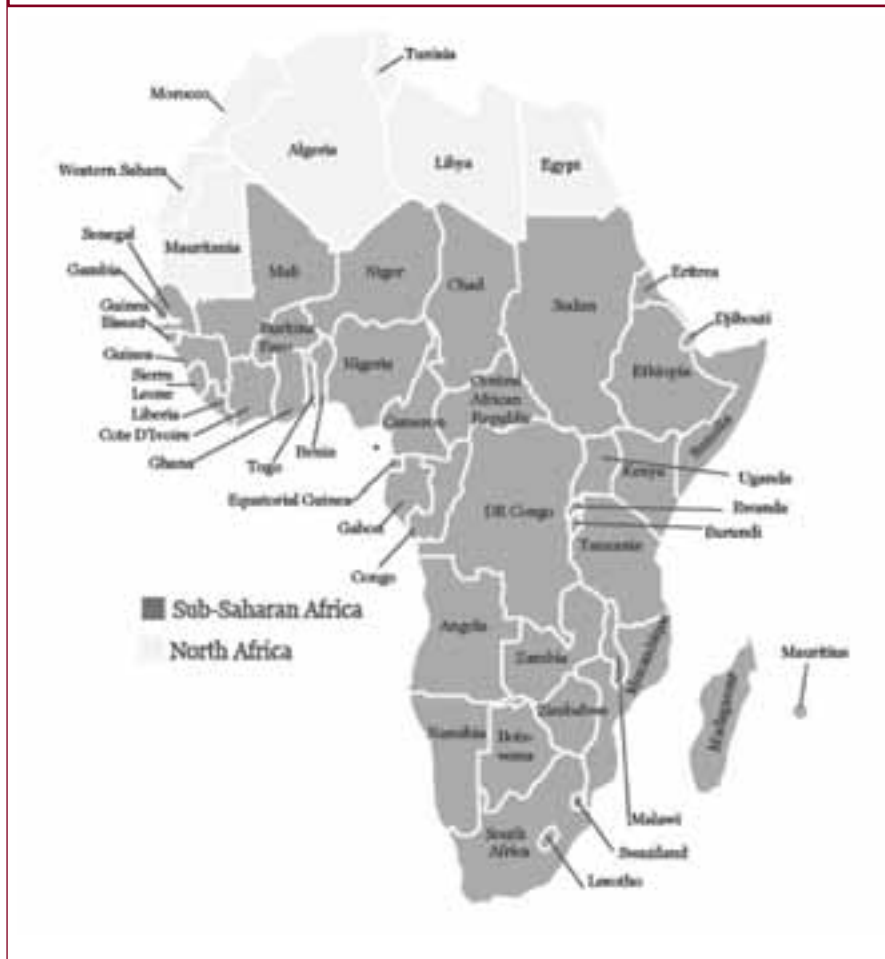 Tunisia
Morocco
Algeria
Libya
Egypt
Western Sahara
Mauritania
Senegal
Gambia
Guinea
Bissau
Guinea
Sierra
Leone
Liberia
Cote D'Ivoire
Ghana
Togo
Benin
Mali
Burkina
Faso
Niger
Nigeria
Chad
Sudan
Eritrea
Djibouti
Ethiopia
Somalia
Central
African
Republic
Cameroon
Equatorial Guinea
Gabon
Congo
DR Congo
Uganda
Kenya
Rwanda
Burundi
Tanzania
Sub-Saharan Africa
North Africa
Angola
Zambia
Mozambique
Madagascar
Mauritius
Zimbabwe
Namibia
Bots-
wana
Malawi
South
Africa
Swaziland
Lesotho